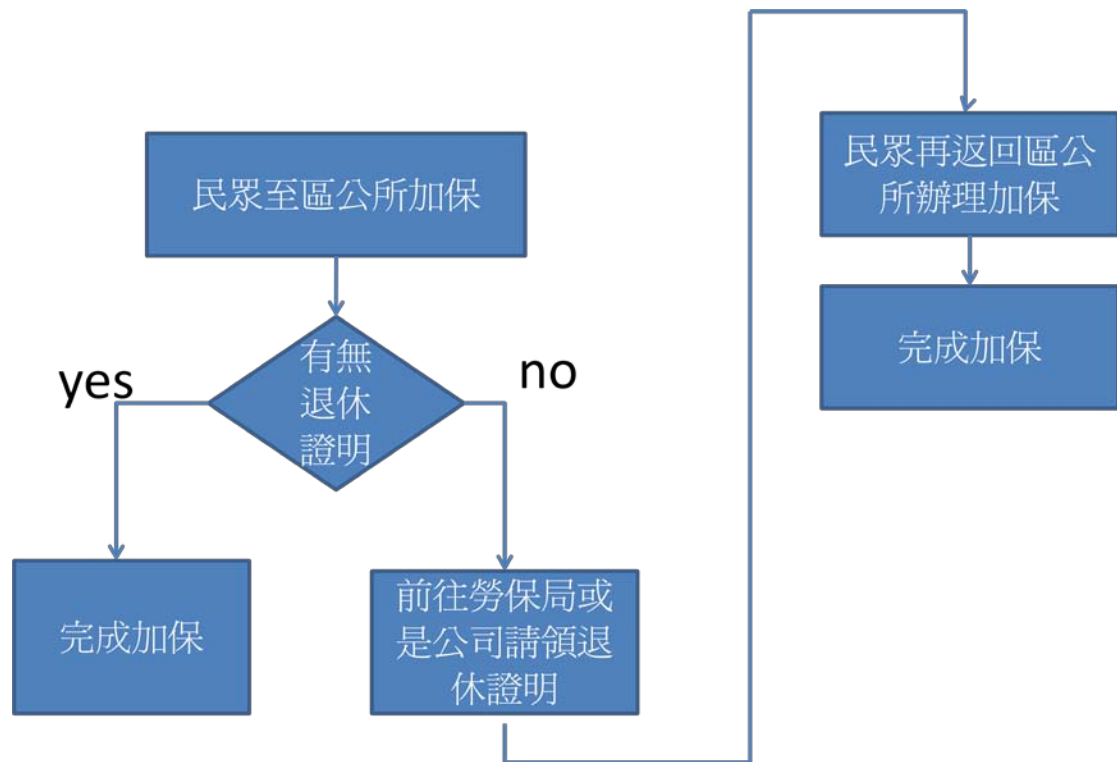 民眾至區公所加保
有無
退休
證明
yes
no
完成加保
前往勞保局或
是公司請領退
休證明
民眾再返回區公
所辦理加保
完成加保